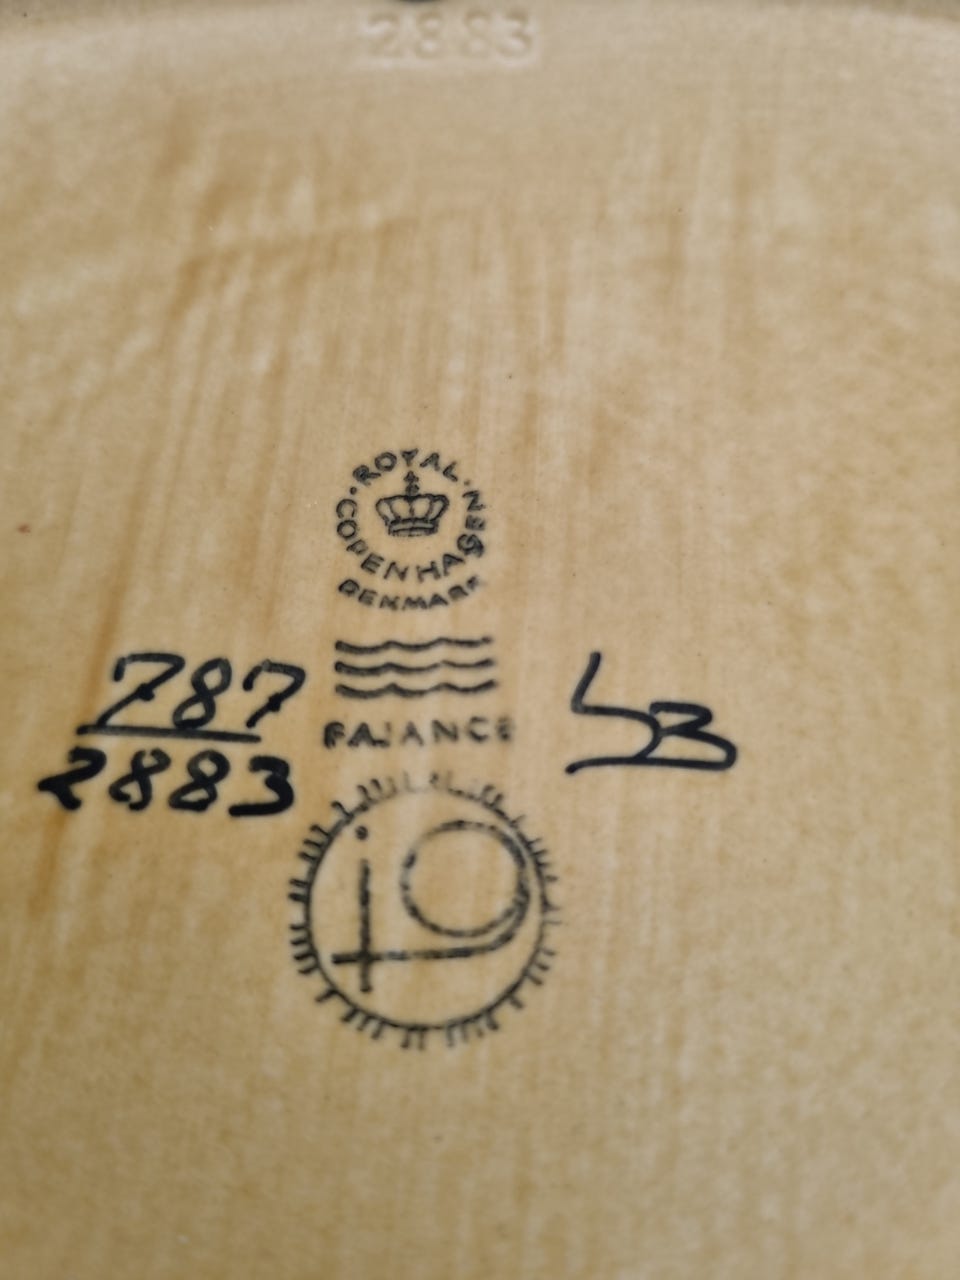 2883
ROYAL · COPENHAGEN ·
DENMARK
787
2883
FAJANCE